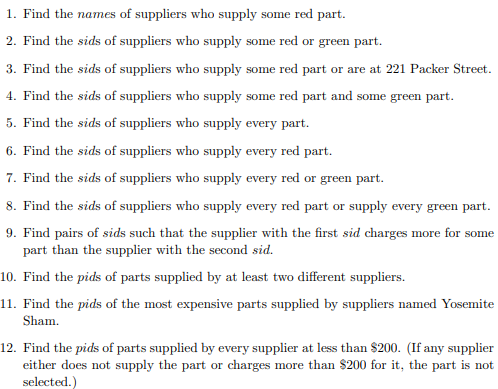 1. Find the names of suppliers who supply some red part.
2. Find the sids of suppliers who supply some red or green part.
3. Find the sids of suppliers who supply some red part or are at 221 Packer Street.
4. Find the sids of suppliers who supply some red part and some green part.
5. Find the sids of suppliers who supply every part.
6. Find the sids of suppliers who supply every red part.
7. Find the sids of suppliers who supply every red or green part.
8. Find the sids of suppliers who supply every red part or supply every green part.
9. Find pairs of sids such that the supplier with the first sid charges more for some
part than the supplier with the second sid.
10. Find the pids of parts supplied by at least two different suppliers.
11. Find the pids of the most expensive parts supplied by suppliers named Yosemite
Sham.
12. Find the pids of parts supplied by every supplier at less than $200. (If any supplier
either does not supply the part or charges more than $200 for it, the part is not
selected.)